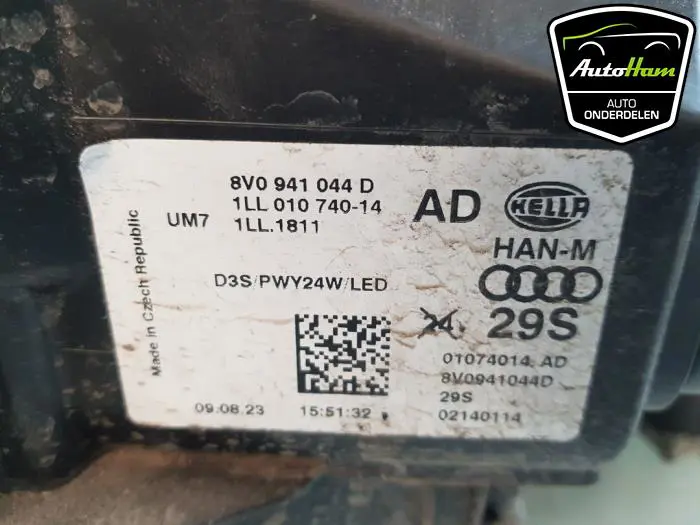 AutoHam
AUTO
ONDERDELEN
8V0 941 044 D
1LL 010 740-14
UM7 1LL.1811
AD
HELLA
HAN-M
Made in Czech Republic
D3S/PWY24W/LED
24. 29S
01074014 AD
8V0941044D
29S
02140114
09.08.23 15:51:32